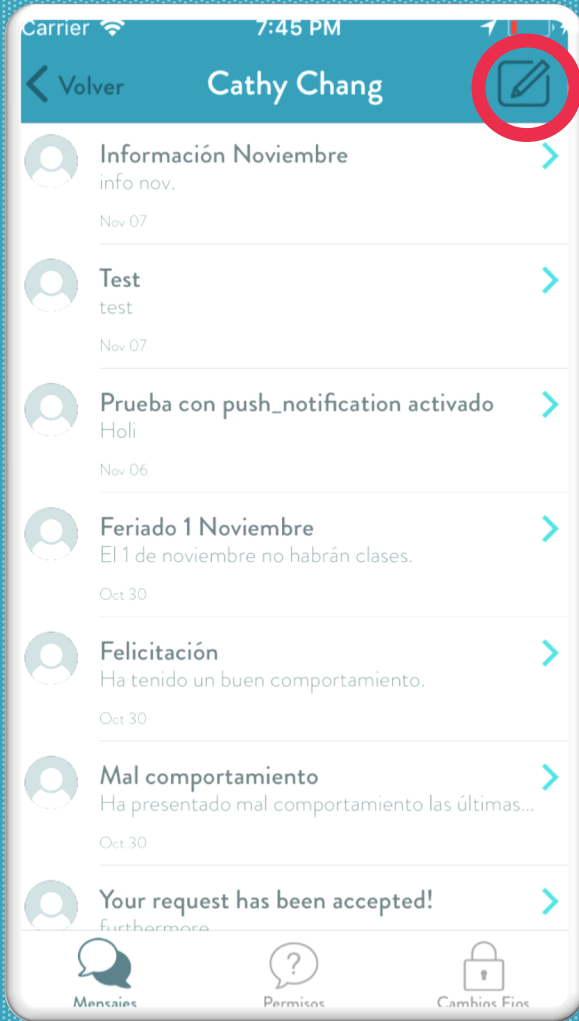 Carrier 7:45 PM
Volver Cathy Chang
Información Noviembre
info nov.
Nov 07
Test
test
Nov 07
Prueba con push_notification activado
Holi
Nov 06
Feriado 1 Noviembre
El 1 de noviembre no habrán clases.
Oct 30
Felicitación
Ha tenido un buen comportamiento.
Oct 30
Mal comportamiento
Ha presentado mal comportamiento las últimas...
Oct 30
Your request has been accepted!
furthermore
?
Mensajes Permisos Cambios Fijos